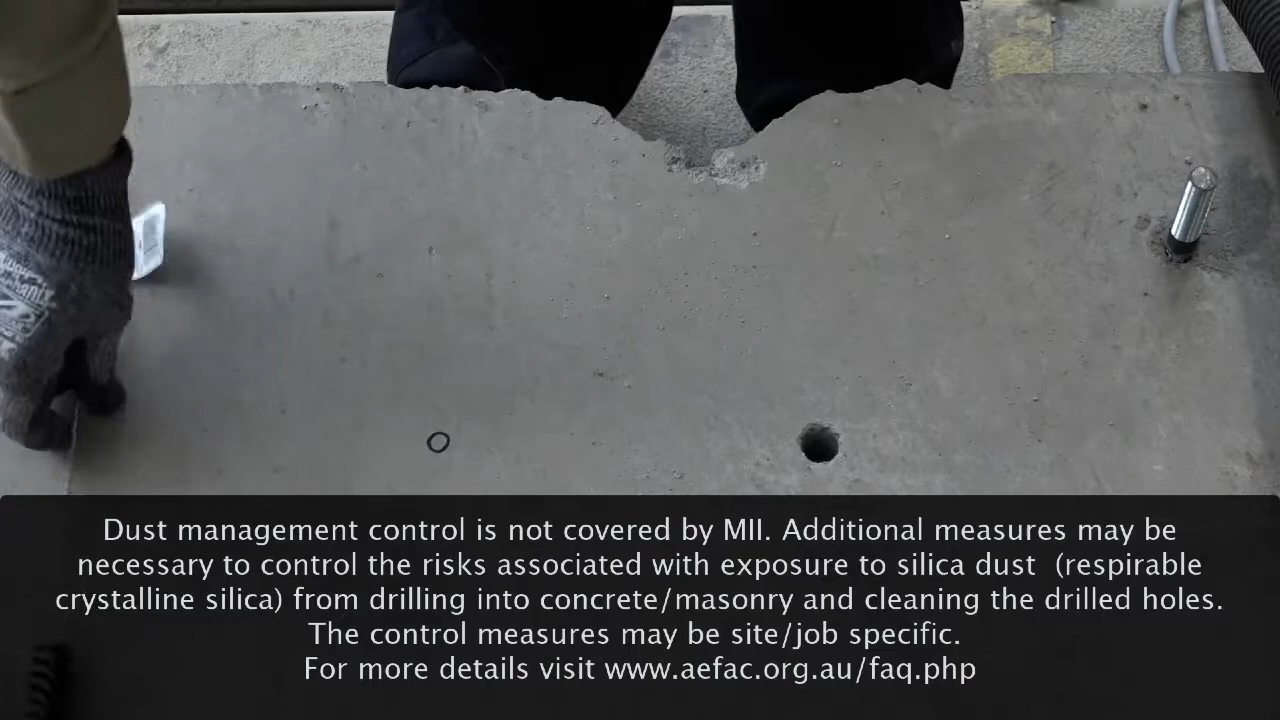 Dust management control is not covered by MII. Additional measures may be
necessary to control the risks associated with exposure to silica dust  (respirable
crystalline silica) from drilling into concrete/masonry and cleaning the drilled holes.
The control measures may be site/job specific.
For more details visit www.aefac.org.au/faq.php